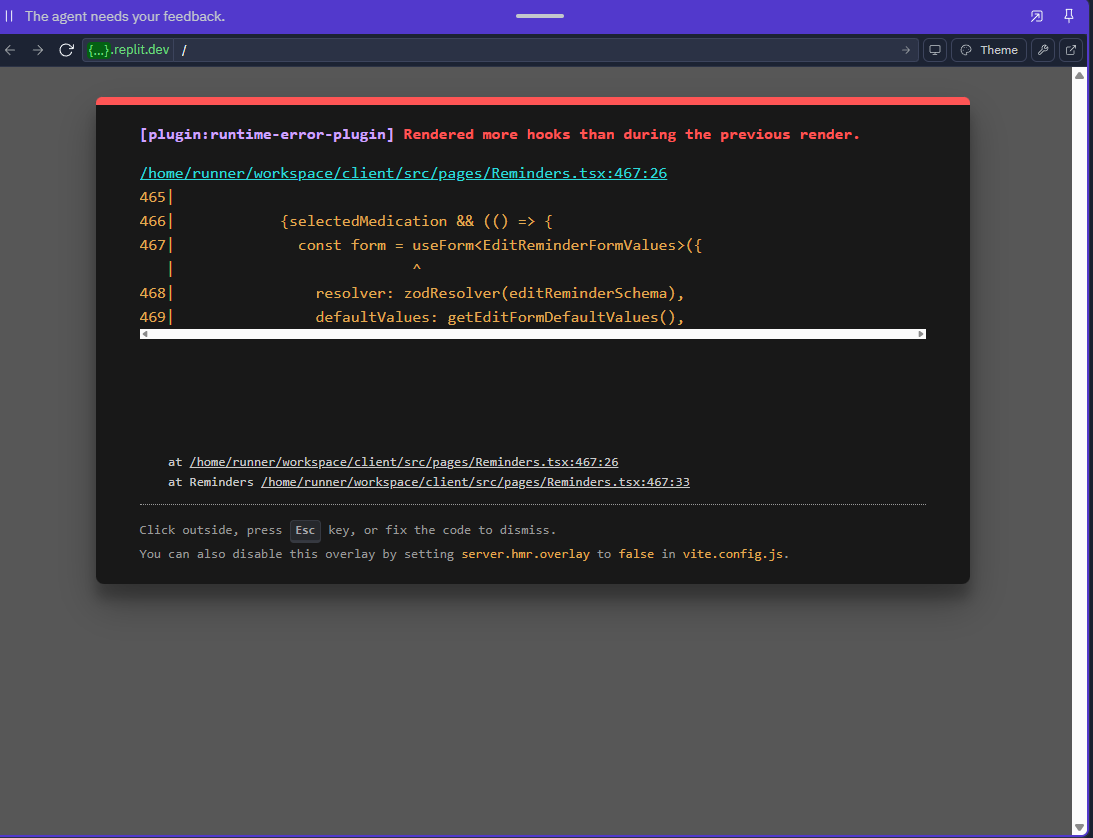 The agent needs your feedback.
{...}.replit.dev /
Theme
[plugin:runtime-error-plugin] Rendered more hooks than during the previous render.
/home/runner/workspace/client/src/pages/Reminders.tsx:467:26
465|
466|            {selectedMedication && (() => {
467|              const form = useForm<EditReminderFormValues>({
   |                           ^
468|                resolver: zodResolver(editReminderSchema),
469|                defaultValues: getEditFormDefaultValues(),
at /home/runner/workspace/client/src/pages/Reminders.tsx:467:26
at Reminders /home/runner/workspace/client/src/pages/Reminders.tsx:467:33
Click outside, press Esc key, or fix the code to dismiss.
You can also disable this overlay by setting server.hmr.overlay to false in vite.config.js.